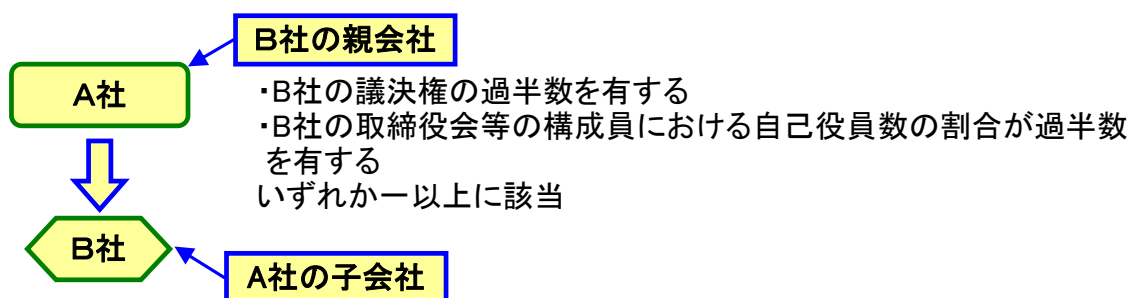 B社の親会社
A社
・B社の議決権の過半数を有する
・B社の取締役会等の構成員における自己役員数の割合が過半数
を有する
いずれか一以上に該当
B社
A社の子会社